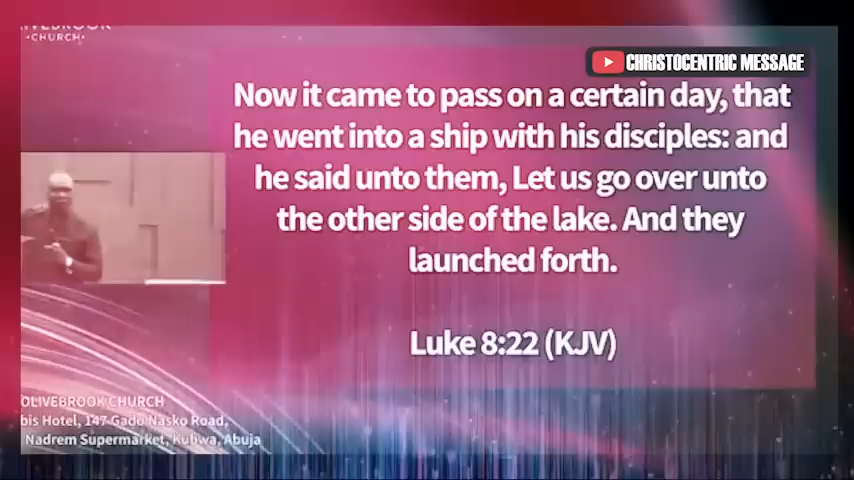 ·CHURCH·
CHRISTOCENTRIC MESSAGE
Now it came to pass on a certain day, that
he went into a ship with his disciples: and
he said unto them, Let us go over unto
the other side of the lake. And they
launched forth.
Luke 8:22 (KJV)
OLIVEBROOK CHURCH
bis Hotel, 147 Gado Nasko Road,
Nadrem Supermarket, Kubwa, Abuja